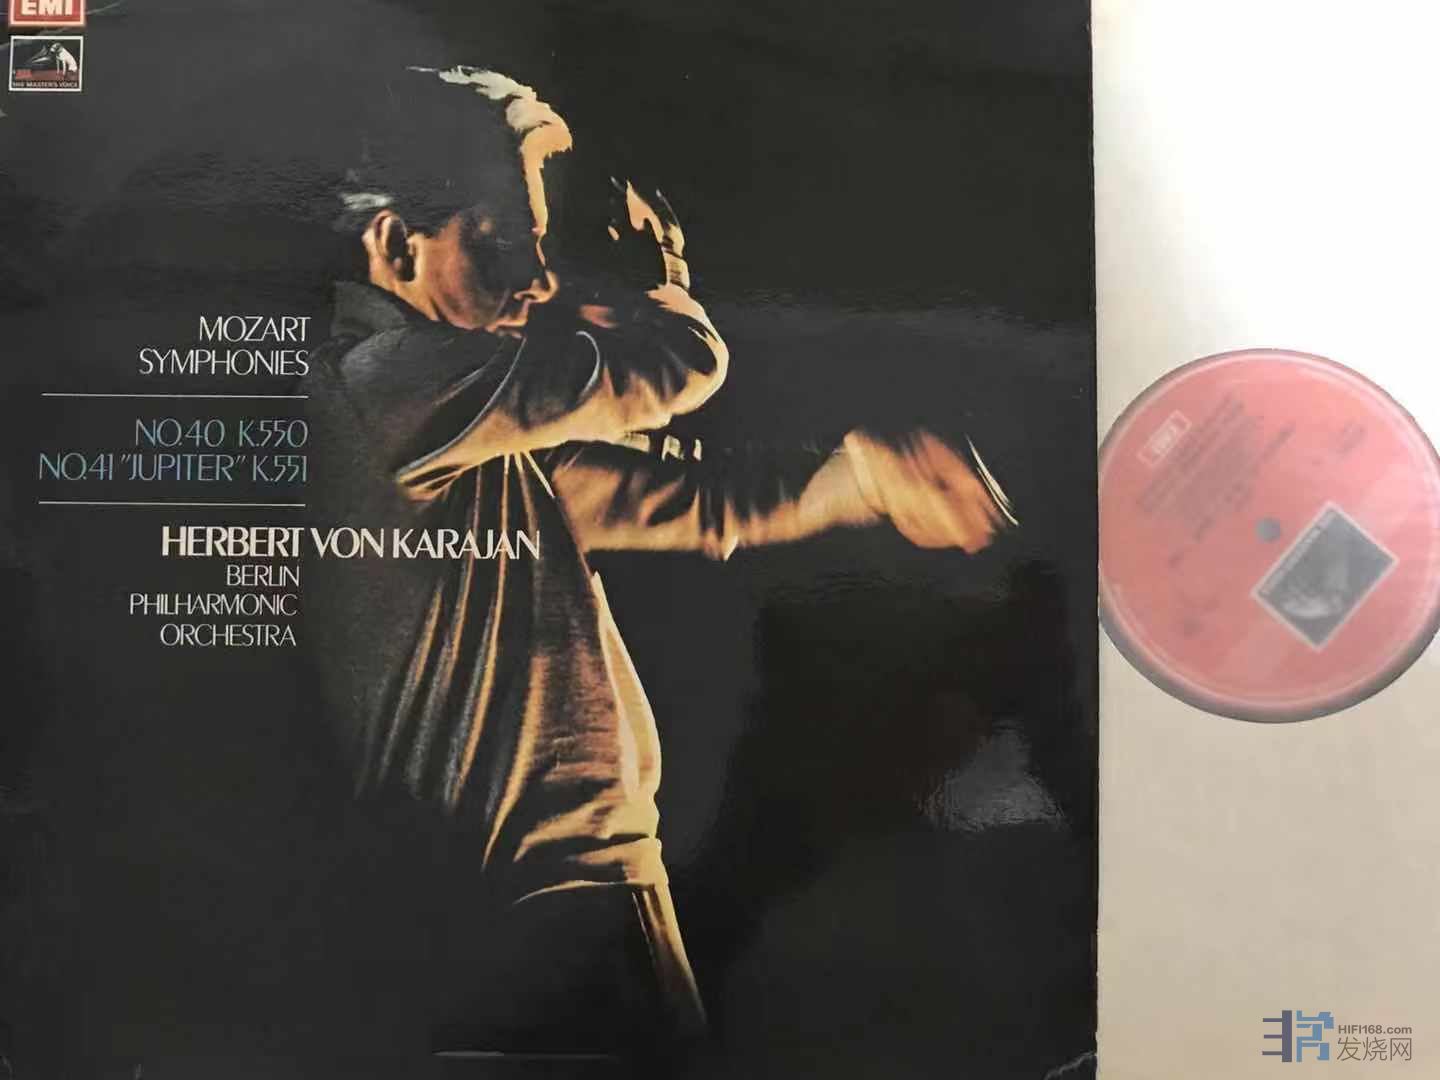 EMI
HIS MASTER'S VOICE
MOZART
SYMPHONIES
NO.40 K.550
NO.41 "JUPITER" K.551
HERBERT VON KARAJAN
BERLIN
PHILHARMONIC
ORCHESTRA
EMI
HIFI168.com
发烧网